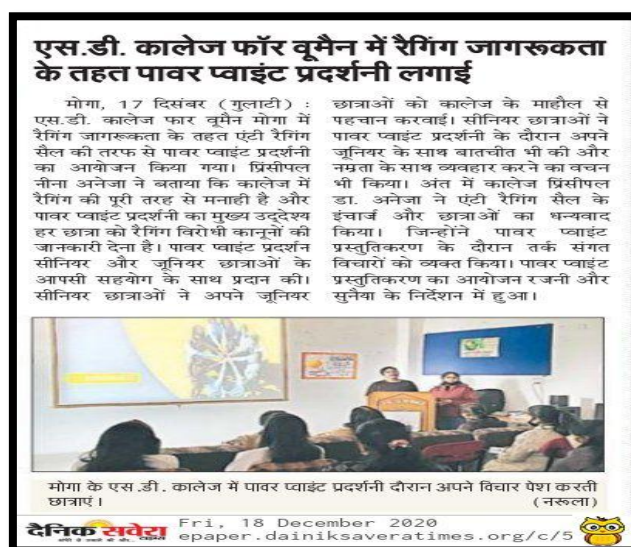 एस.डी. कालेज फॉर वूमैन में रैगिंग जागरूकता
के तहत पावर प्वाइंट प्रदर्शनी लगाई
मोगा, 17 दिसंबर (गुलाटी) :
एस.डी. कालेज फार वूमैन मोगा में
रैगिंग जागरूकता के तहत एंटी रैगिंग
सैल की तरफ से पावर प्वाइंट प्रदर्शनी
का आयोजन किया गया। प्रिंसीपल
नीना अनेजा ने बताया कि कालेज में
रैगिंग की पूरी तरह से मनाही है और
पावर प्वाइंट प्रदर्शनी का मुख्य उद्देश्य
हर छात्रा को रैगिंग विरोधी कानूनों की
जानकारी देना है। पावर प्वाइंट प्रदर्शन
सीनियर और जूनियर छात्राओं के
आपसी सहयोग के साथ प्रदान की।
सीनियर छात्राओं ने अपने जूनियर
छात्राओं को कालेज के माहौल से
पहचान करवाई। सीनियर छात्राओं ने
पावर प्वाइंट प्रदर्शनी के दौरान अपने
जूनियर के साथ बातचीत भी की और
नम्रता के साथ व्यवहार करने का वचन
भी किया। अंत में कालेज प्रिंसीपल
डा. अनेजा ने एंटी रैगिंग सैल के
इंचार्ज और छात्राओं का धन्यवाद
किया। जिन्होंने पावर प्वाइंट
प्रस्तुतिकरण के दौरान तर्क संगत
विचारों को व्यक्त किया। पावर प्वाइंट
प्रस्तुतिकरण का आयोजन रजनी और
सुनैया के निर्देशन में हुआ।
मोगा के एस.डी. कालेज में पावर प्वाइंट प्रदर्शनी दौरान अपने विचार पेश करती
छात्राएं। (नरूला)
दैनिक सवेरा
Fri, 18 December 2020
epaper.dainiksaveratimes.org/c/5